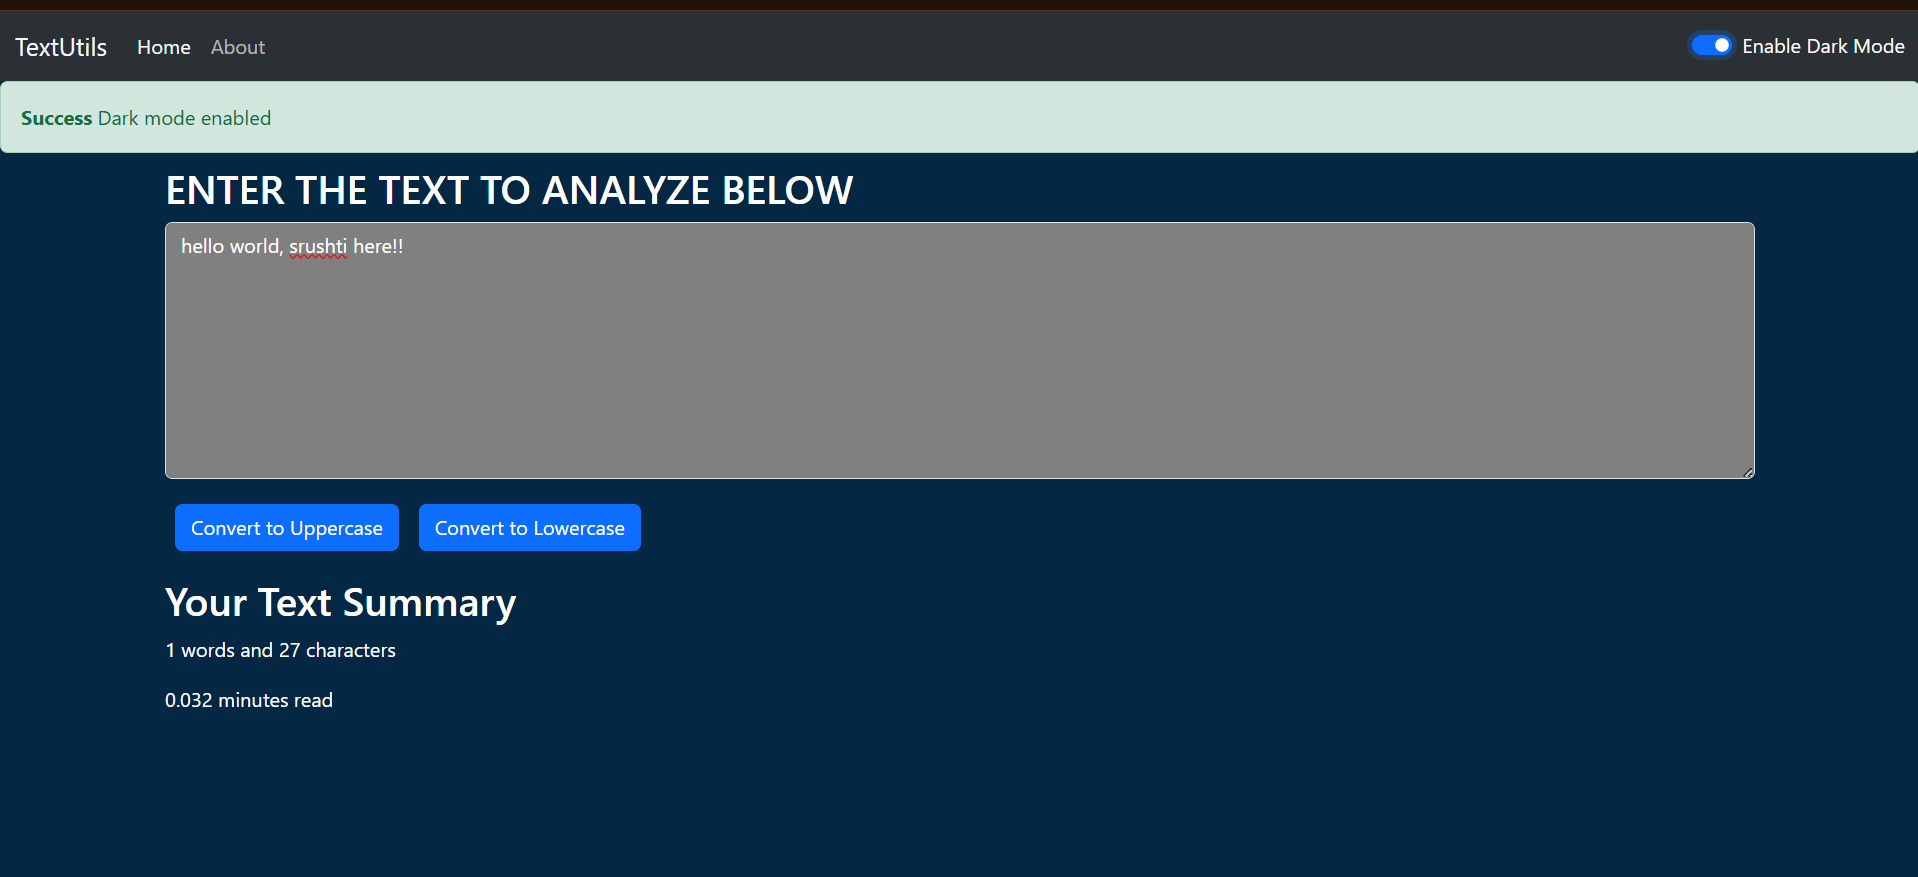 TextUtils Home About Enable Dark Mode
Success Dark mode enabled
ENTER THE TEXT TO ANALYZE BELOW
hello world, srushti here!!
Convert to Uppercase Convert to Lowercase
Your Text Summary
1 words and 27 characters
0.032 minutes read